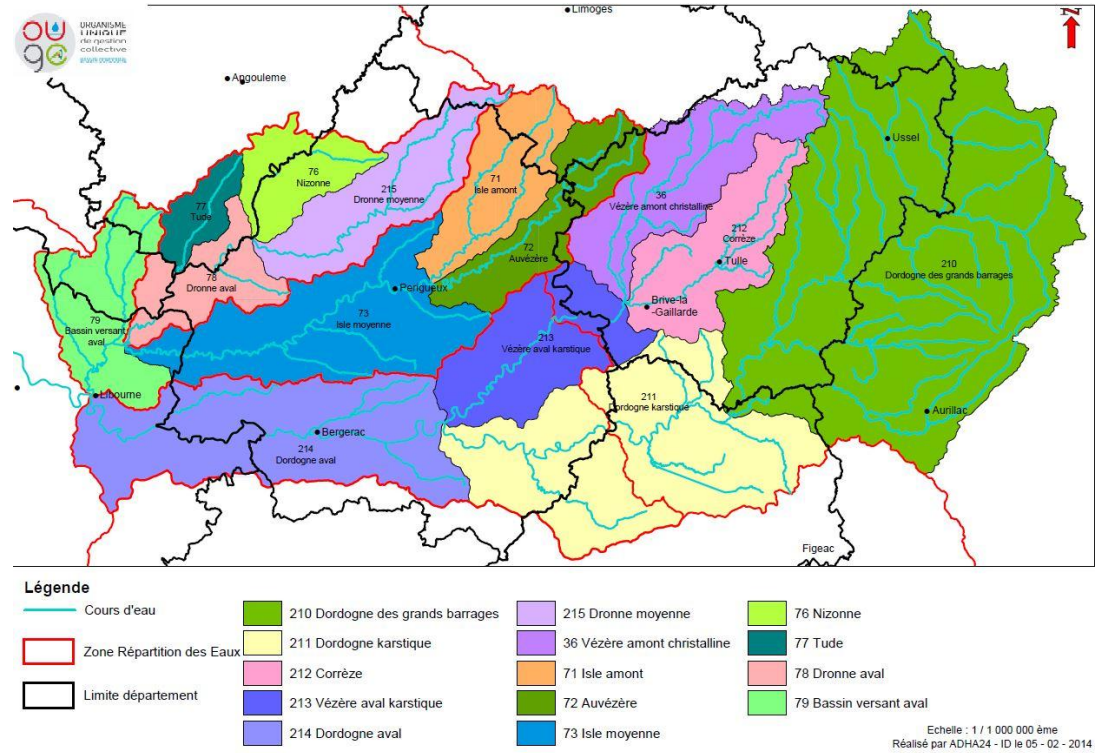 ORGANISME
UNIQUE
de gestion
collective
BASSIN DORDOGNE
Limoges
N
Angouleme
Ussel
76
Nizonne
215
Dronne moyenne
71
Isle amont
77
Tude
36
Vézère amont christalline
212
Corrèze
Tulle
72
Auvézère
210
Dordogne des grands barrages
78
Dronne aval
Périgueux
Brive-la
-Gaillarde
79
Bassin versant
aval
73
Isle moyenne
213
Vézère aval karstique
Libourne
211
Dordogne karstique
Aurillac
Bergerac
214
Dordogne aval
Figeac
Légende
Cours d'eau
Zone Répartition des Eaux
Limite département
210 Dordogne des grands barrages
211 Dordogne karstique
212 Corrèze
213 Vézère aval karstique
214 Dordogne aval
215 Dronne moyenne
36 Vézère amont christalline
71 Isle amont
72 Auvézère
73 Isle moyenne
76 Nizonne
77 Tude
78 Dronne aval
79 Bassin versant aval
Echelle : 1 / 1 000 000 ème
Réalisé par ADHA24 - ID le 05 - 02 - 2014